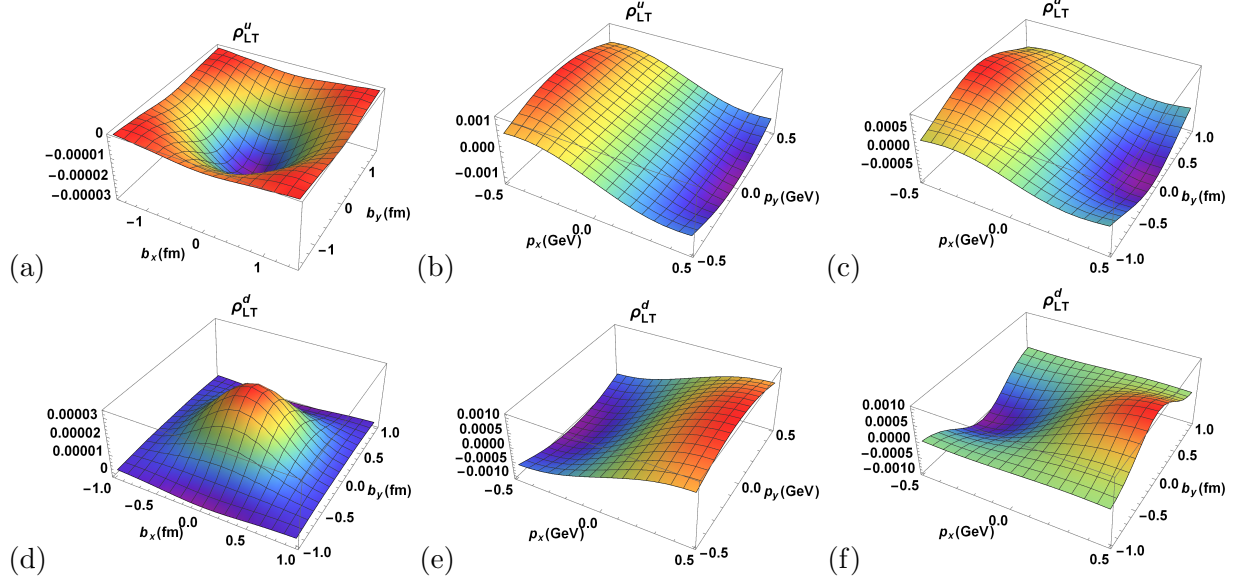 ρ^u_LT
0
−0.00001
−0.00002
−0.00003
−1
0
1
b_x(fm)
−1
0
1
b_y(fm)
(a)
ρ^u_LT
0.001
0.000
−0.001
−0.5
0.0
0.5
p_x(GeV)
−0.5
0.0
0.5
p_y(GeV)
(b)
ρ^u_LT
0.0005
0.0000
−0.0005
−0.5
0.0
0.5
p_x(GeV)
−1.0
−0.5
0.0
0.5
1.0
b_y(fm)
(c)
ρ^d_LT
0.00003
0.00002
0.00001
0
−1.0
−0.5
0.0
0.5
1.0
b_x(fm)
−1.0
−0.5
0.0
0.5
1.0
b_y(fm)
(d)
ρ^d_LT
0.0010
0.0005
0.0000
−0.0005
−0.0010
−0.5
0.0
0.5
p_x(GeV)
−0.5
0.0
0.5
p_y(GeV)
(e)
ρ^d_LT
0.0010
0.0005
0.0000
−0.0005
−0.0010
−0.5
0.0
0.5
p_x(GeV)
−1.0
−0.5
0.0
0.5
1.0
b_y(fm)
(f)